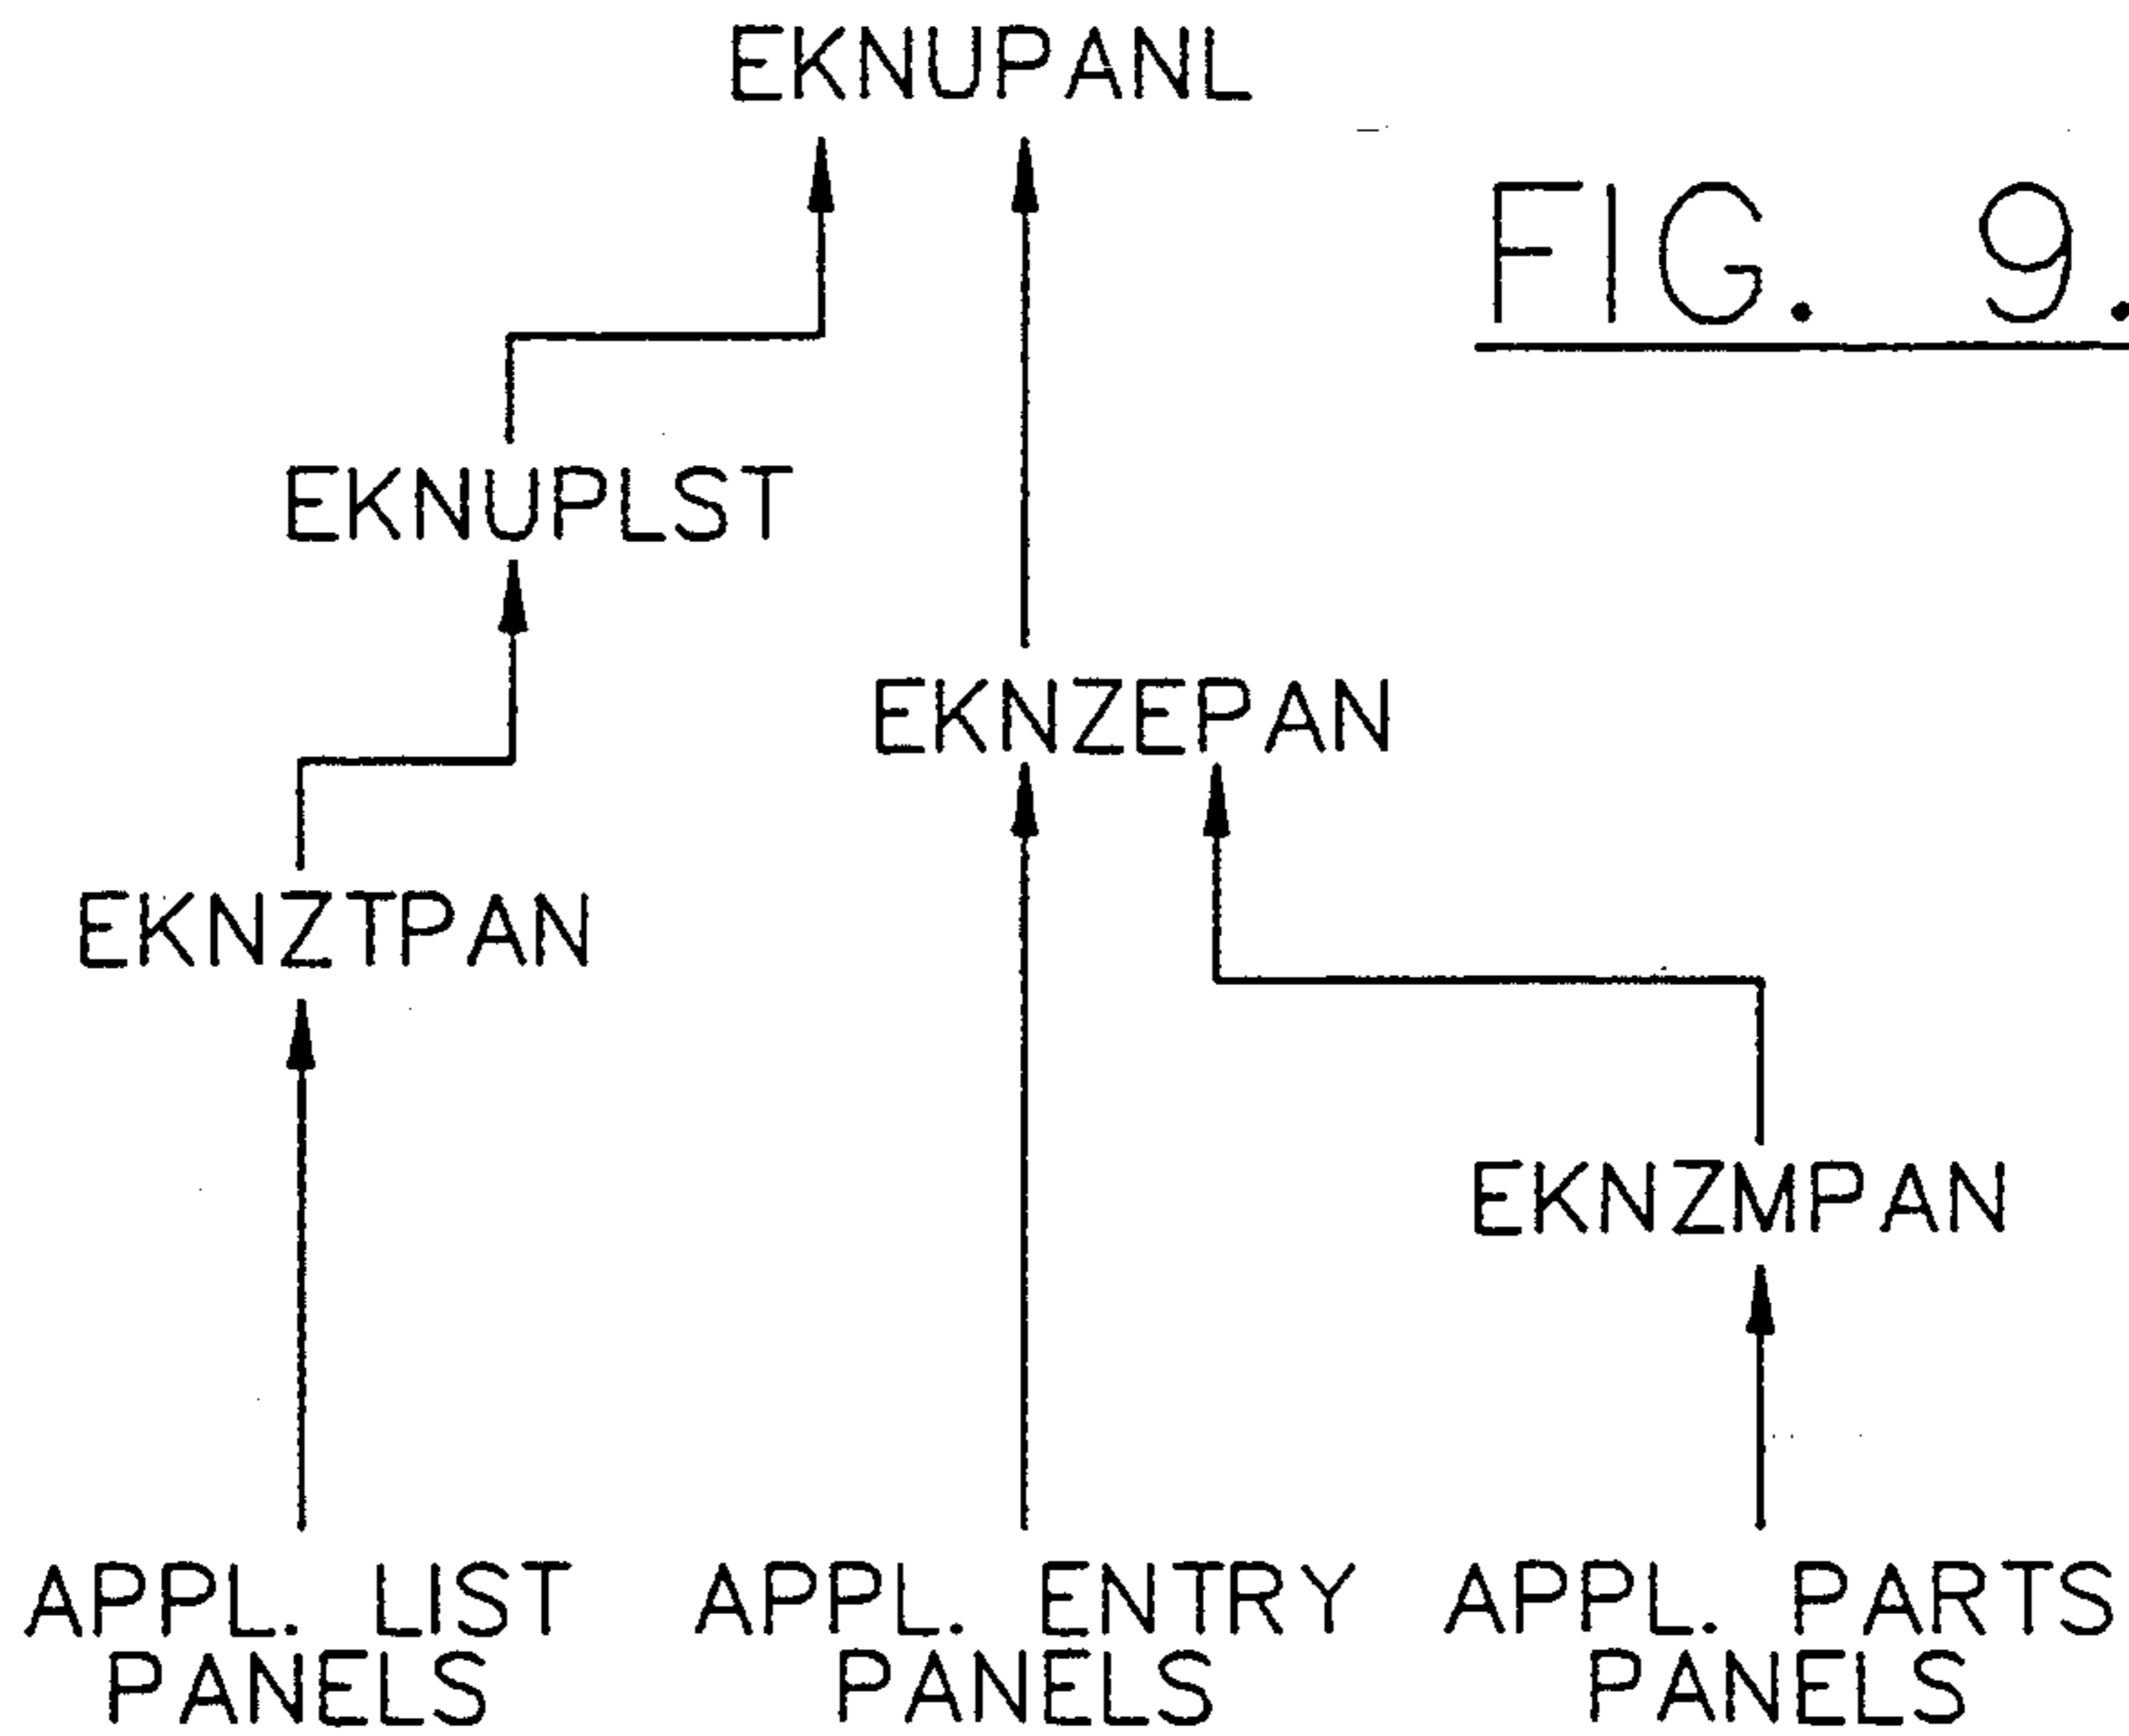 EKNUPANL
FIG. 9.
EKNUPLST
EKNZEPAN
EKNZTPAN
EKNZMPAN
APPL. LIST
PANELS
APPL. ENTRY
PANELS
APPL. PARTS
PANELS